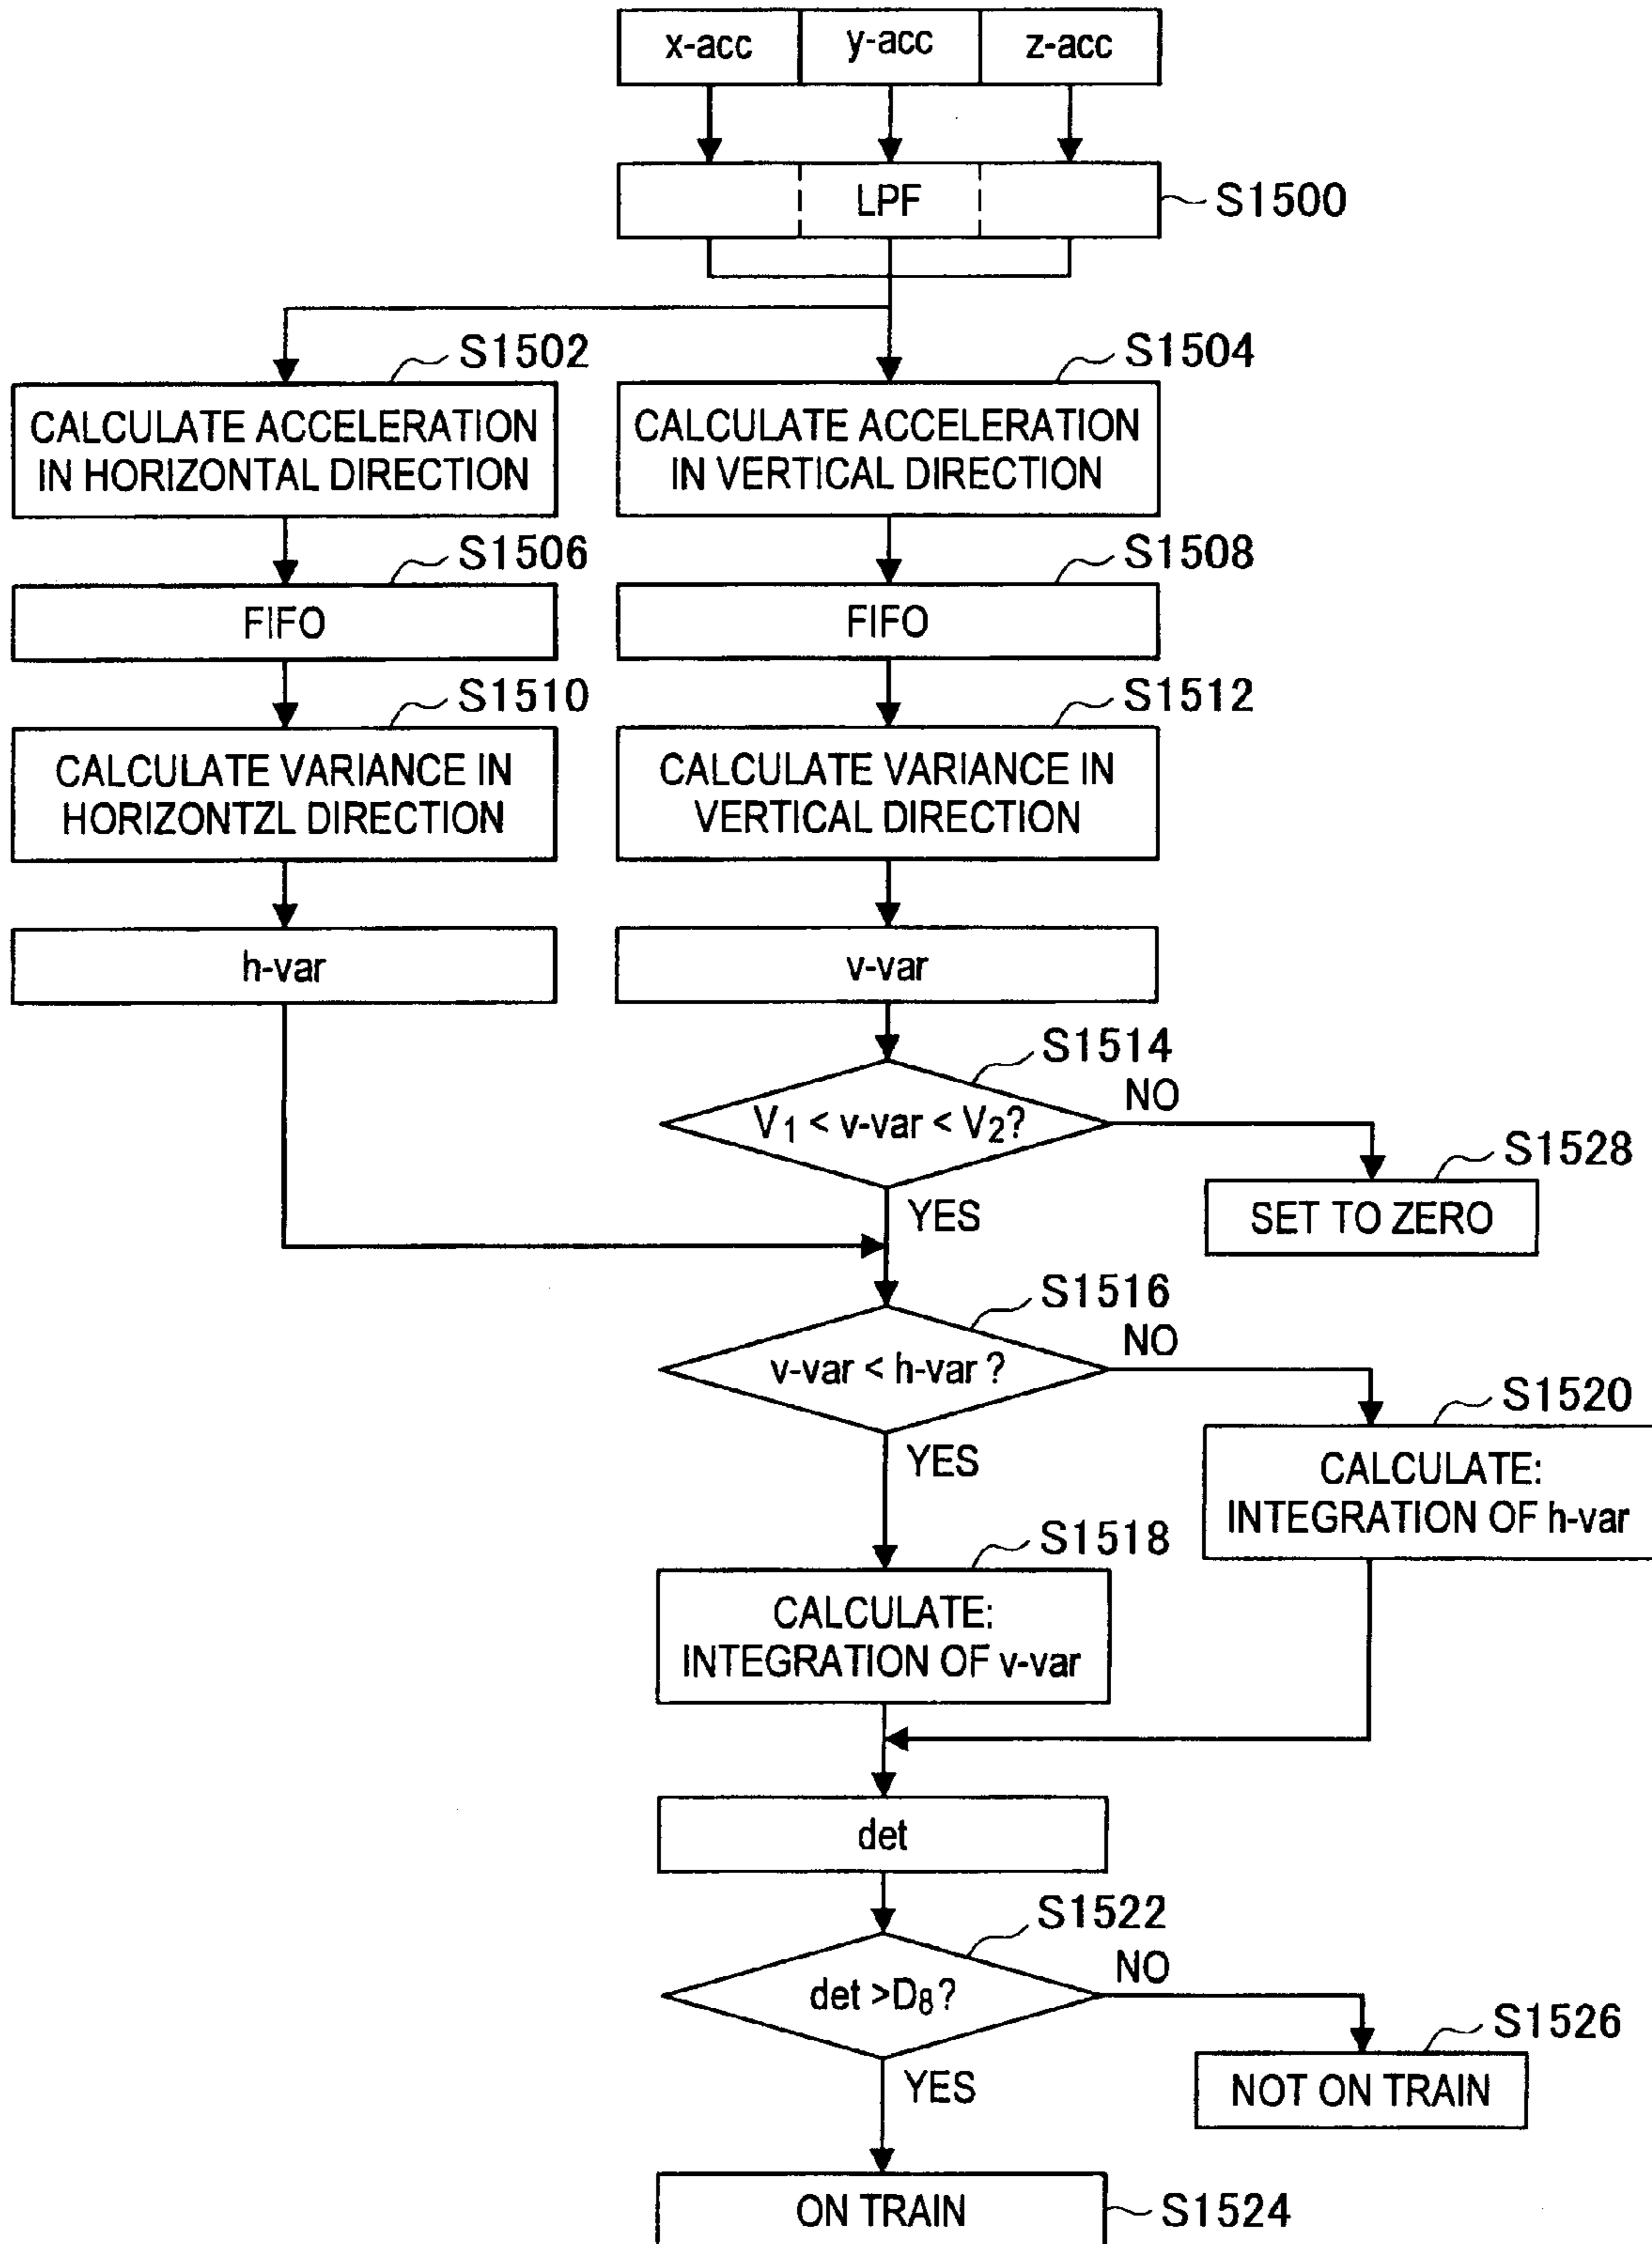 x-acc
y-acc
z-acc
LPF
S1500
S1502
S1504
CALCULATE ACCELERATION
IN HORIZONTAL DIRECTION
CALCULATE ACCELERATION
IN VERTICAL DIRECTION
S1506
S1508
FIFO
FIFO
S1510
S1512
CALCULATE VARIANCE IN
HORIZONTZL DIRECTION
CALCULATE VARIANCE IN
VERTICAL DIRECTION
h-var
v-var
S1514
V1 < v-var < V2?
NO
S1528
SET TO ZERO
YES
S1516
v-var < h-var ?
NO
S1520
CALCULATE:
INTEGRATION OF h-var
YES
S1518
CALCULATE:
INTEGRATION OF v-var
det
S1522
det >D8?
NO
S1526
NOT ON TRAIN
YES
ON TRAIN
S1524